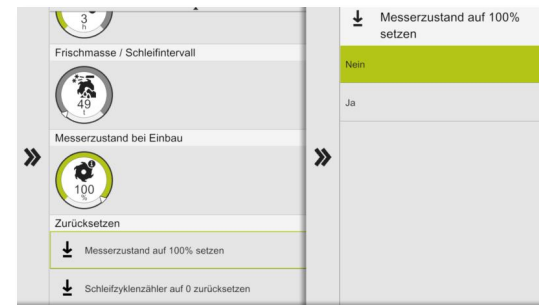 3
h
Frischmasse / Schleifintervall
49
t
Messerzustand bei Einbau
100
%
Zurücksetzen
Messerzustand auf 100% setzen
Schleifzyklenzähler auf 0 zurücksetzen
Messerzustand auf 100%
setzen
Nein
Ja